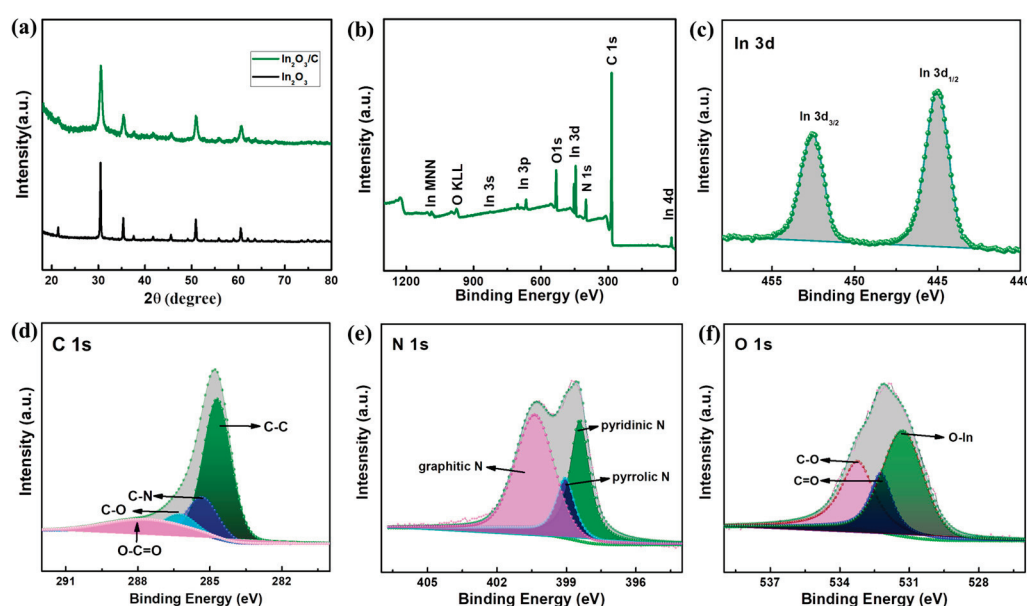 (a)
Intensity(a.u.)
In₂O₃/C
In₂O₃
20 30 40 50 60 70 80
2θ (degree)
(b)
Intensity (a.u.)
In MNN
O KLL
In 3s
In 3p
O1s
In 3d
N 1s
C 1s
In 4d
1200 900 600 300 0
Binding Energy (eV)
(c)
In 3d
Intensity (a.u.)
In 3d₃/₂
In 3d₁/₂
455 450 445 440
Binding Energy (eV)
(d)
C 1s
Intensity (a.u.)
C-C
C-N
C-O
O-C=O
291 288 285 282
Binding Energy (eV)
(e)
N 1s
Intesnsity (a.u.)
graphitic N
pyridinic N
pyrrolic N
405 402 399 396
Binding Energy (eV)
(f)
O 1s
Intensity (a.u.)
C-O
C=O
O-In
537 534 531 528
Binding Energy (eV)